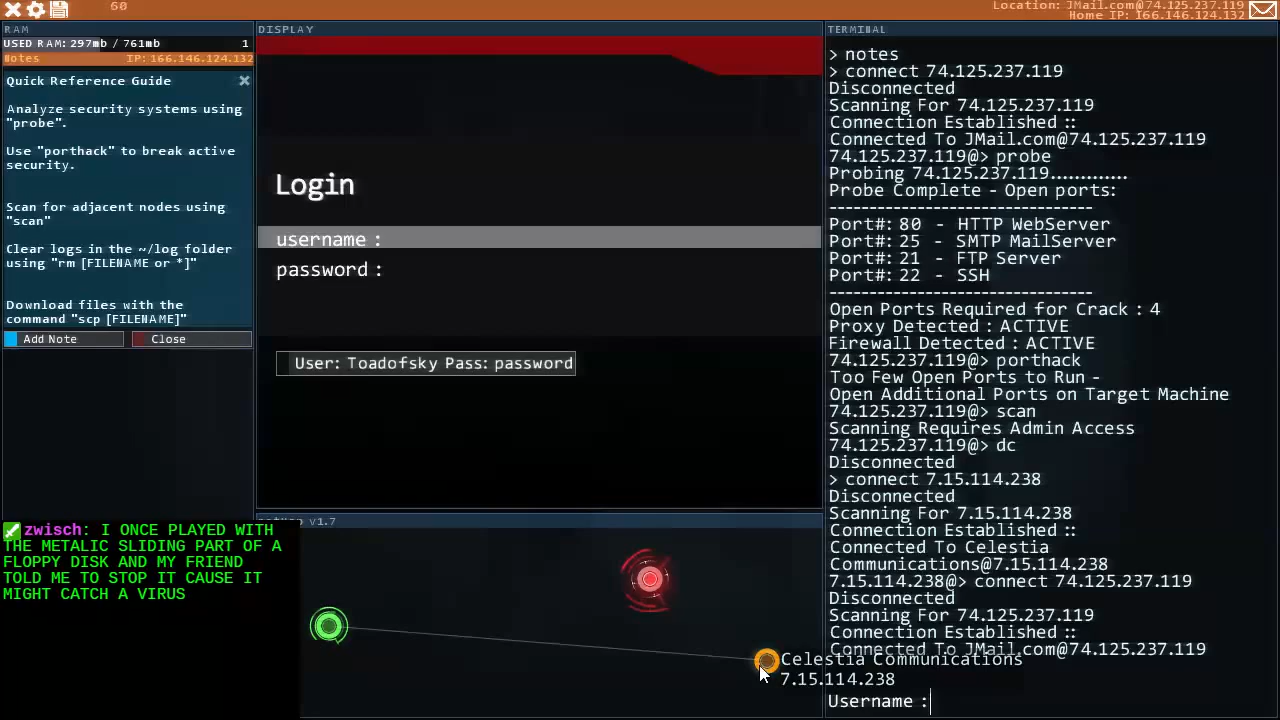 60
Location: JMail.com@74.125.237.119
Home IP: 166.146.124.132
RAM
USED RAM: 297mb / 761mb 1
Notes IP: 166.146.124.132
Quick Reference Guide
Analyze security systems using
"probe".
Use "porthack" to break active
security.
Scan for adjacent nodes using
"scan"
Clear logs in the ~/log folder
using "rm [FILENAME or *]"
Download files with the
command "scp [FILENAME]"
Add Note Close
zwisch: I ONCE PLAYED WITH
THE METALIC SLIDING PART OF A
FLOPPY DISK AND MY FRIEND
TOLD ME TO STOP IT CAUSE IT
MIGHT CATCH A VIRUS
DISPLAY
Login
username :
password :
User: Toadofsky Pass: password
v1.7
Celestia Communications
7.15.114.238
TERMINAL
> notes
> connect 74.125.237.119
Disconnected
Scanning For 74.125.237.119
Connection Established ::
Connected To JMail.com@74.125.237.119
74.125.237.119@> probe
Probing 74.125.237.119.............
Probe Complete - Open ports:
---------------------------------
Port#: 80 - HTTP WebServer
Port#: 25 - SMTP MailServer
Port#: 21 - FTP Server
Port#: 22 - SSH
---------------------------------
Open Ports Required for Crack : 4
Proxy Detected : ACTIVE
Firewall Detected : ACTIVE
74.125.237.119@> porthack
Too Few Open Ports to Run -
Open Additional Ports on Target Machine
74.125.237.119@> scan
Scanning Requires Admin Access
74.125.237.119@> dc
Disconnected
> connect 7.15.114.238
Disconnected
Scanning For 7.15.114.238
Connection Established ::
Connected To Celestia
Communications@7.15.114.238
7.15.114.238@> connect 74.125.237.119
Disconnected
Scanning For 74.125.237.119
Connection Established ::
Connected To JMail.com@74.125.237.119
Username :